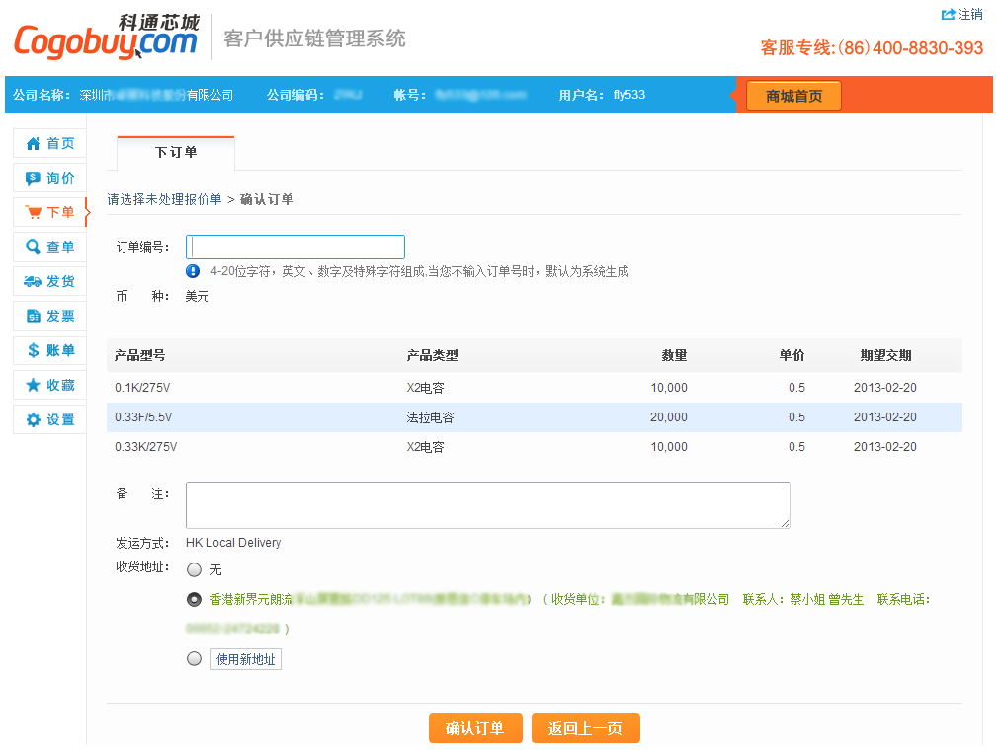 注销
科通芯城
Cogobuy.com
客户供应链管理系统
客服专线:(86)400-8830-393
公司名称: 深圳市 有限公司 公司编码: 帐号: 用户名: fly533 商城首页
首页
询价
下单
查单
发货
发票
账单
收藏
设置
下订单
请选择未处理报价单 > 确认订单
订单编号:
4-20位字符，英文、数字及特殊字符组成,当您不输入订单号时，默认为系统生成
币 种: 美元
产品型号 产品类型 数量 单价 期望交期
0.1K/275V X2电容 10,000 0.5 2013-02-20
0.33F/5.5V 法拉电容 20,000 0.5 2013-02-20
0.33K/275V X2电容 10,000 0.5 2013-02-20
备 注:
发运方式: HK Local Delivery
收货地址: 无
香港新界元朗流 ) ( 收货单位: 有限公司 联系人: 蔡小姐 曾先生 联系电话:
)
使用新地址
确认订单 返回上一页